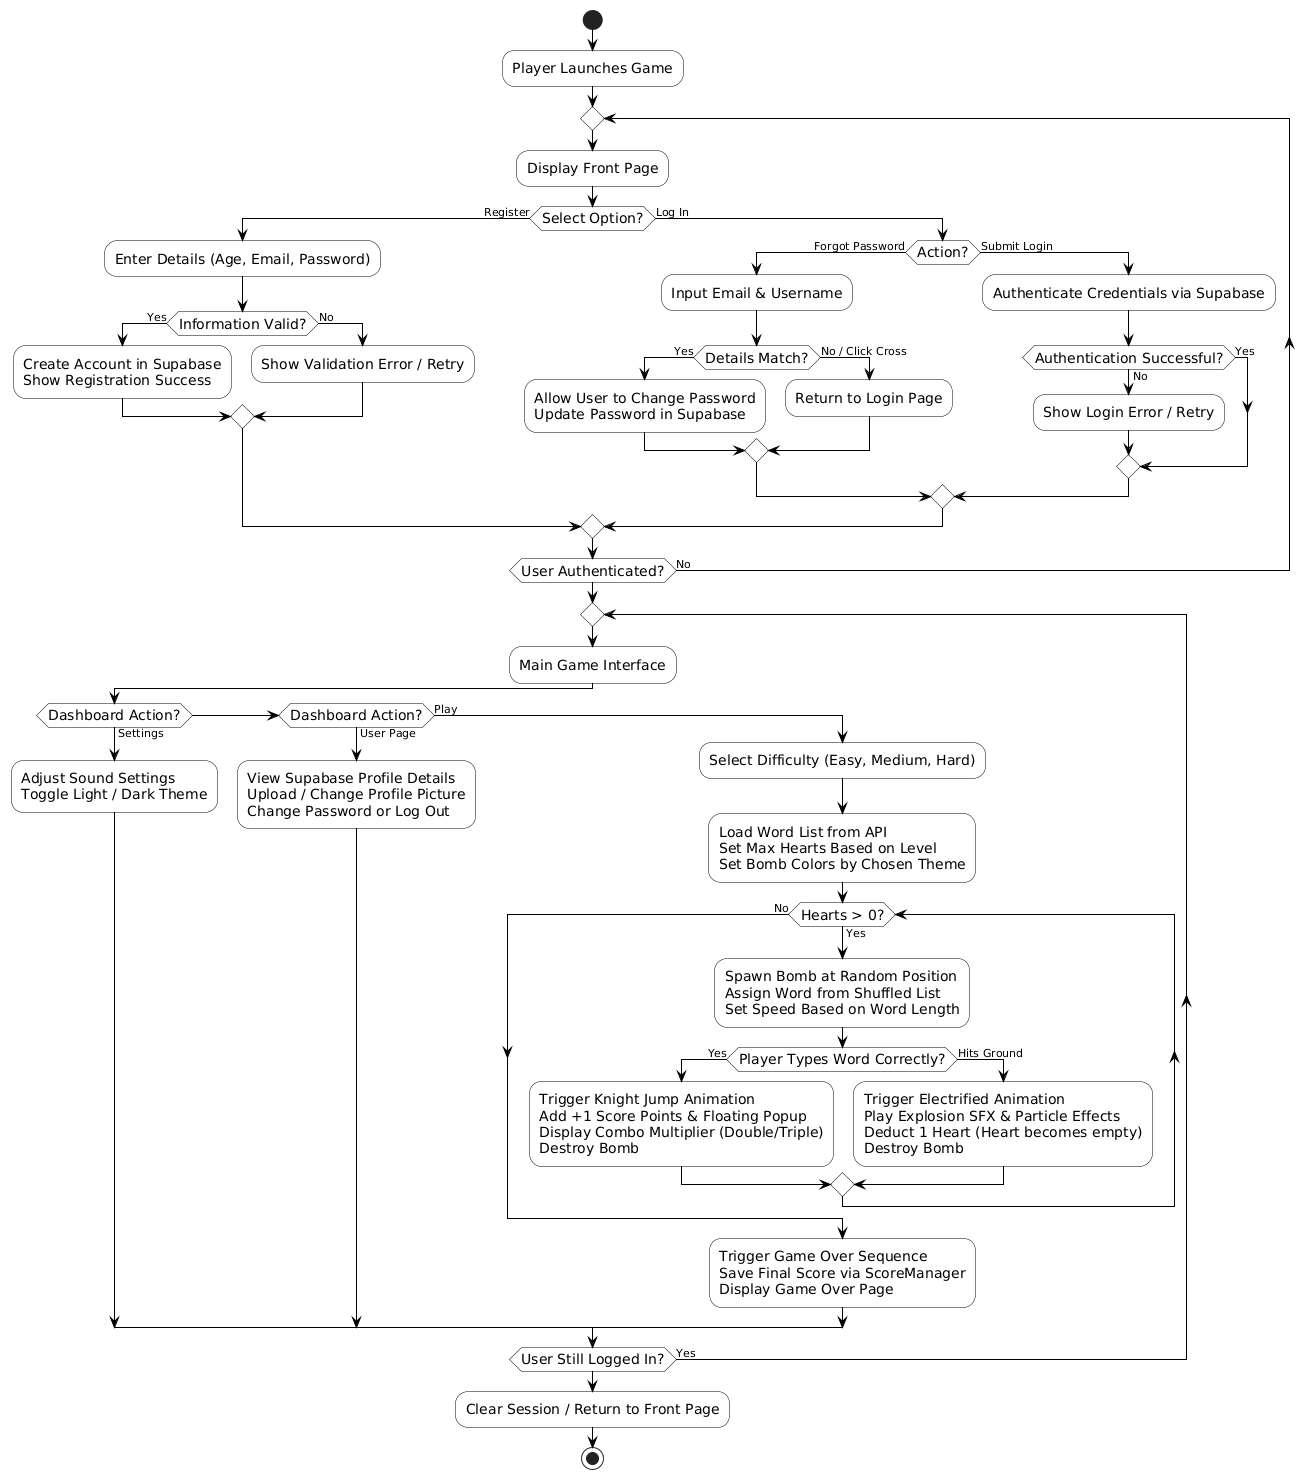 Player Launches Game
Display Front Page
Register
Select Option?
Log In
Enter Details (Age, Email, Password)
Information Valid?
Yes
No
Create Account in Supabase
Show Registration Success
Show Validation Error / Retry
Forgot Password
Action?
Submit Login
Input Email & Username
Details Match?
Yes
No / Click Cross
Allow User to Change Password
Update Password in Supabase
Return to Login Page
Authenticate Credentials via Supabase
Authentication Successful?
Yes
No
Show Login Error / Retry
User Authenticated?
No
Main Game Interface
Dashboard Action?
Settings
Adjust Sound Settings
Toggle Light / Dark Theme
Dashboard Action?
User Page
View Supabase Profile Details
Upload / Change Profile Picture
Change Password or Log Out
Play
Select Difficulty (Easy, Medium, Hard)
Load Word List from API
Set Max Hearts Based on Level
Set Bomb Colors by Chosen Theme
No
Hearts > 0?
Yes
Spawn Bomb at Random Position
Assign Word from Shuffled List
Set Speed Based on Word Length
Yes
Player Types Word Correctly?
Hits Ground
Trigger Knight Jump Animation
Add +1 Score Points & Floating Popup
Display Combo Multiplier (Double/Triple)
Destroy Bomb
Trigger Electrified Animation
Play Explosion SFX & Particle Effects
Deduct 1 Heart (Heart becomes empty)
Destroy Bomb
Trigger Game Over Sequence
Save Final Score via ScoreManager
Display Game Over Page
User Still Logged In?
Yes
Clear Session / Return to Front Page